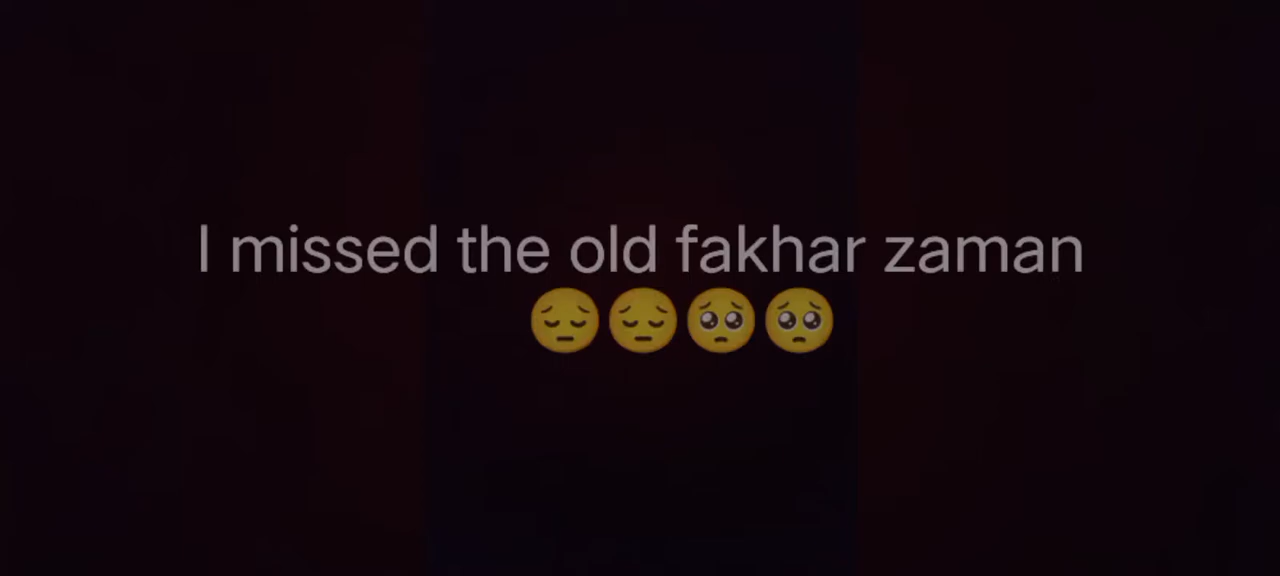 I missed the old fakhar zaman
😔😔🥺🥺